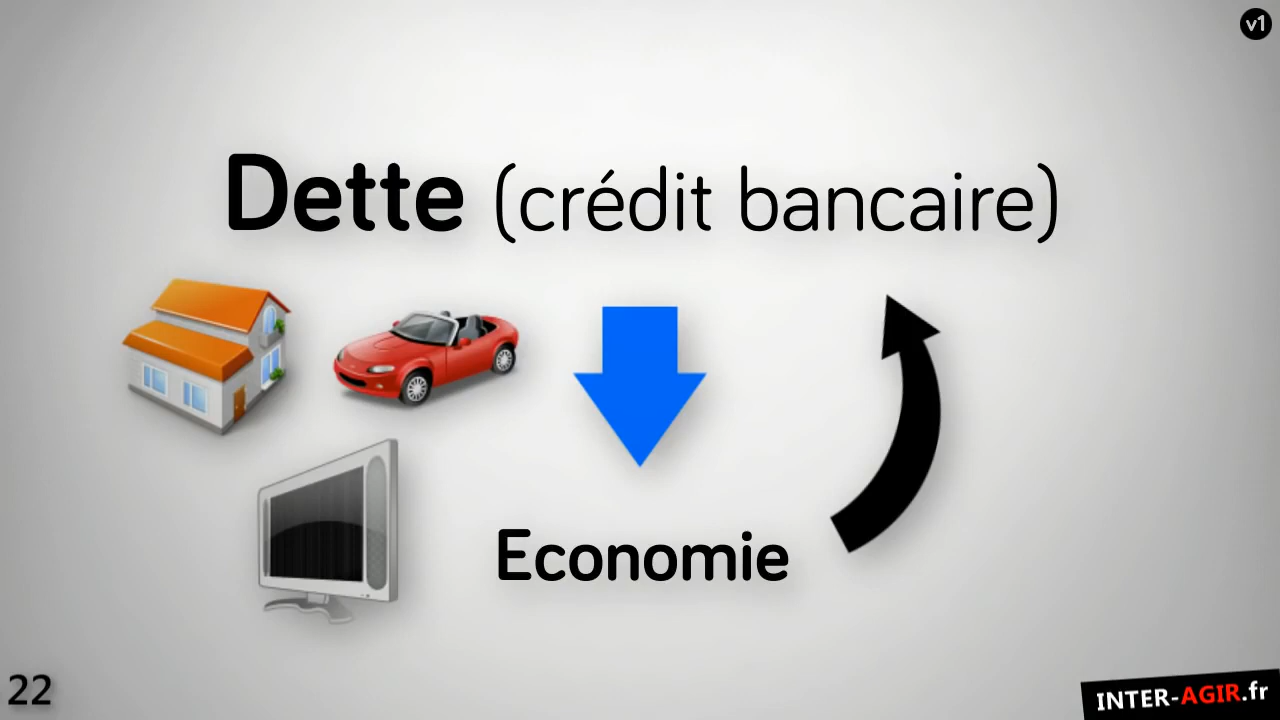 v1
Dette (crédit bancaire)
Economie
22
INTER-AGIR.fr